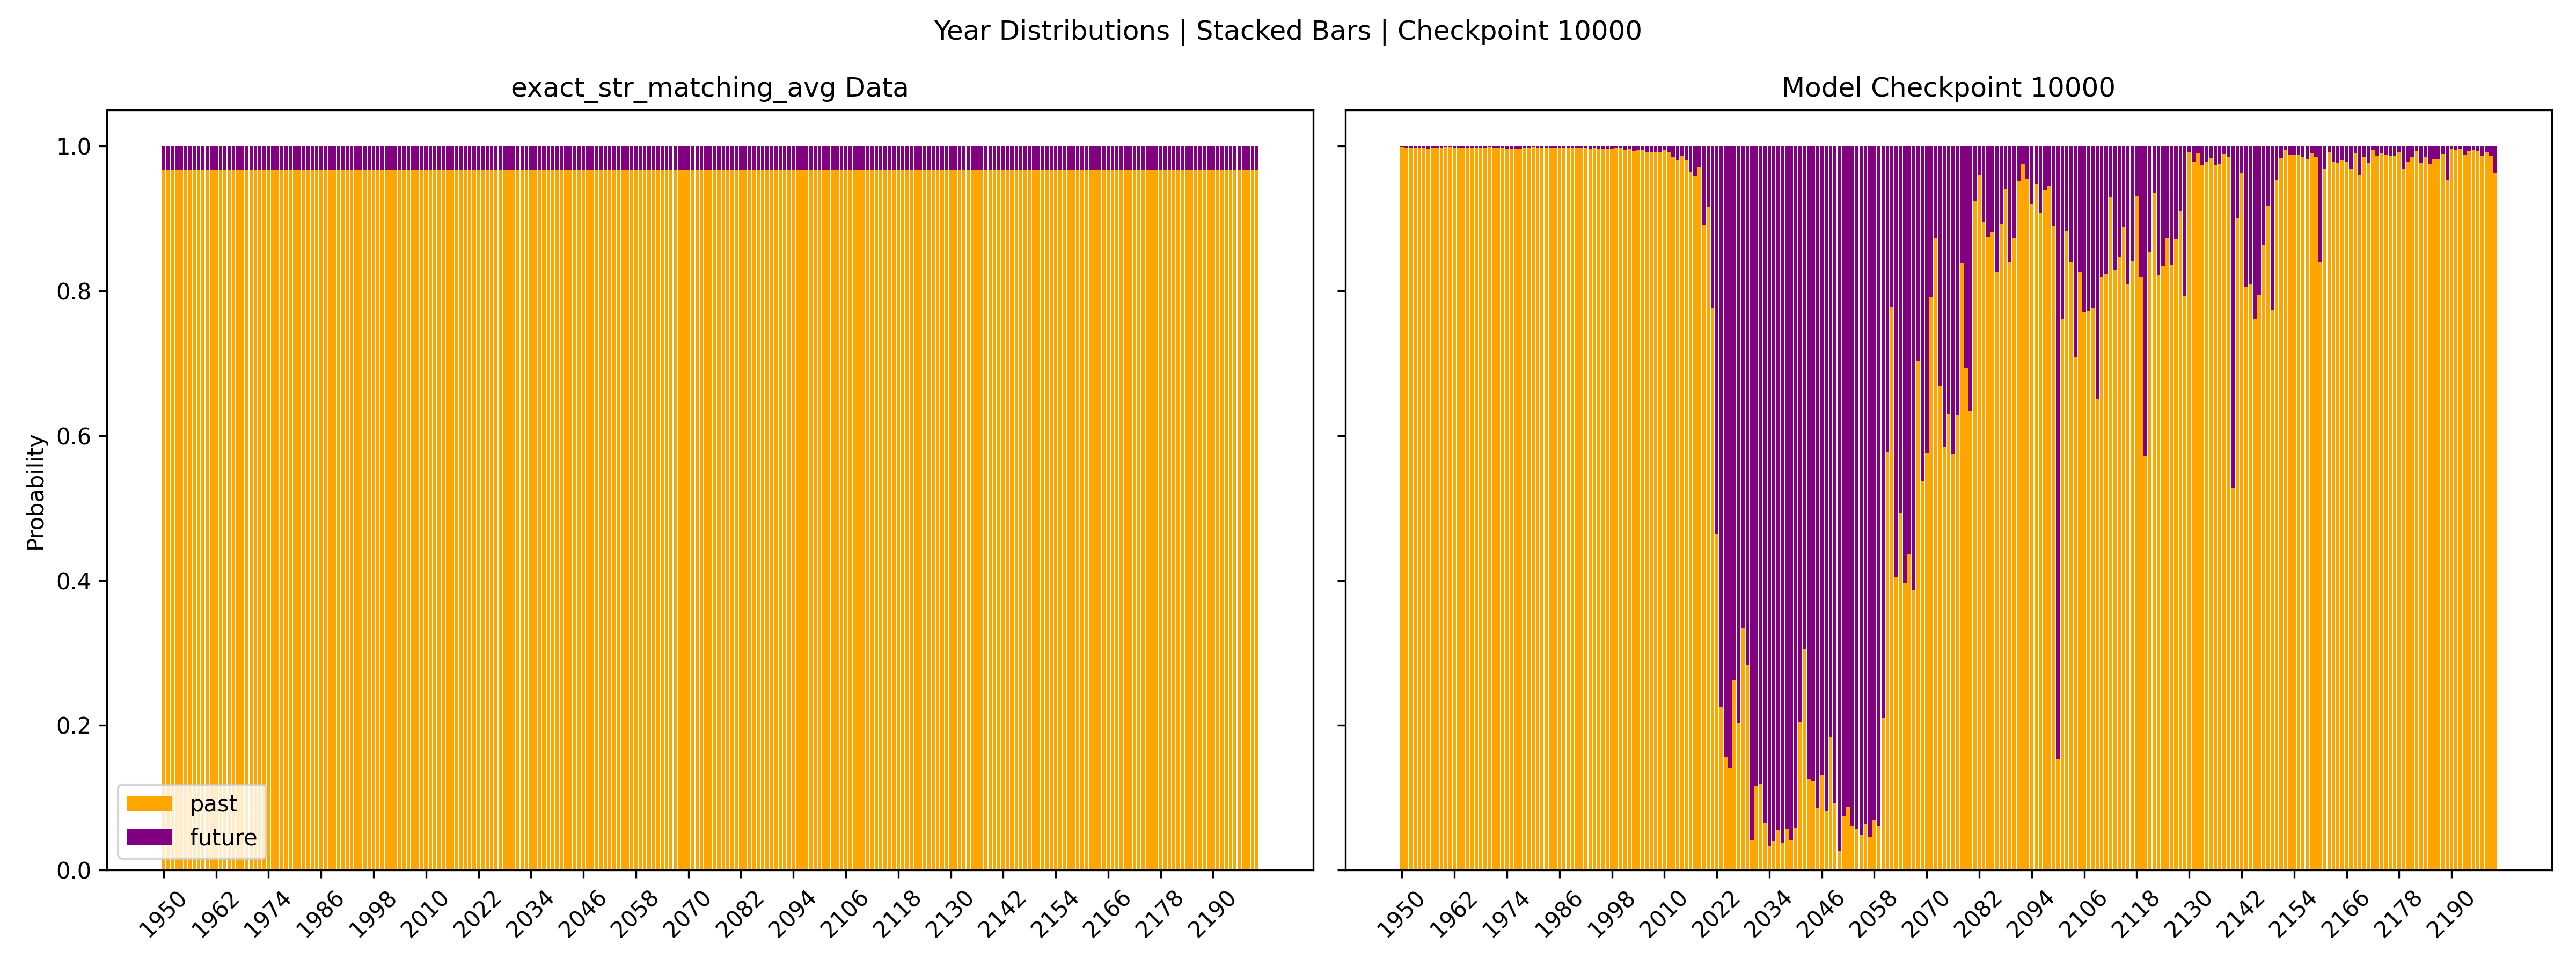 Year Distributions | Stacked Bars | Checkpoint 10000
exact_str_matching_avg Data
Probability
1.0
0.8
0.6
0.4
0.2
0.0
past
future
1950 1962 1974 1986 1998 2010 2022 2034 2046 2058 2070 2082 2094 2106 2118 2130 2142 2154 2166 2178 2190
Model Checkpoint 10000
1950 1962 1974 1986 1998 2010 2022 2034 2046 2058 2070 2082 2094 2106 2118 2130 2142 2154 2166 2178 2190